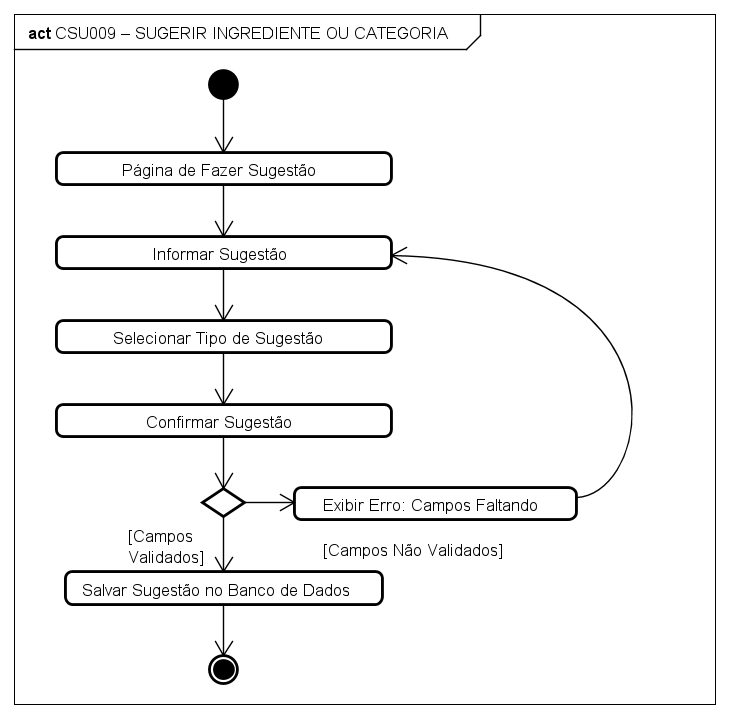 act CSU009 – SUGERIR INGREDIENTE OU CATEGORIA
Página de Fazer Sugestão
Informar Sugestão
Selecionar Tipo de Sugestão
Confirmar Sugestão
Exibir Erro: Campos Faltando
[Campos
Validados]
[Campos Não Validados]
Salvar Sugestão no Banco de Dados